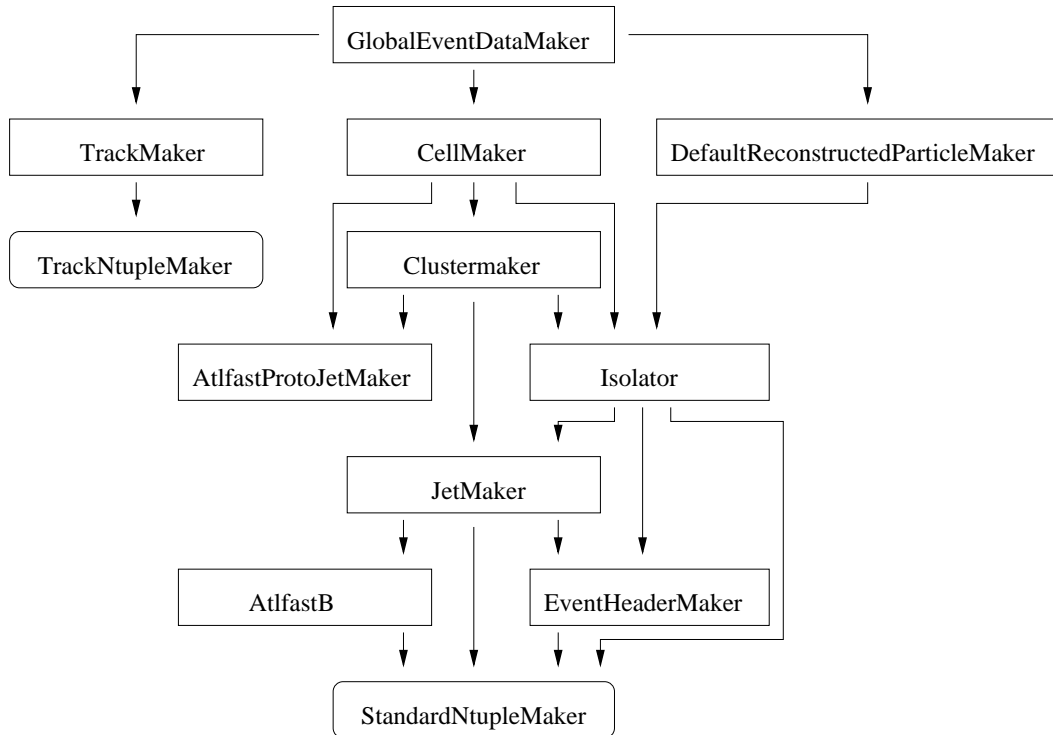 GlobalEventDataMaker
TrackMaker
CellMaker
DefaultReconstructedParticleMaker
TrackNtupleMaker
Clustermaker
AtlfastProtoJetMaker
Isolator
JetMaker
AtlfastB
EventHeaderMaker
StandardNtupleMaker